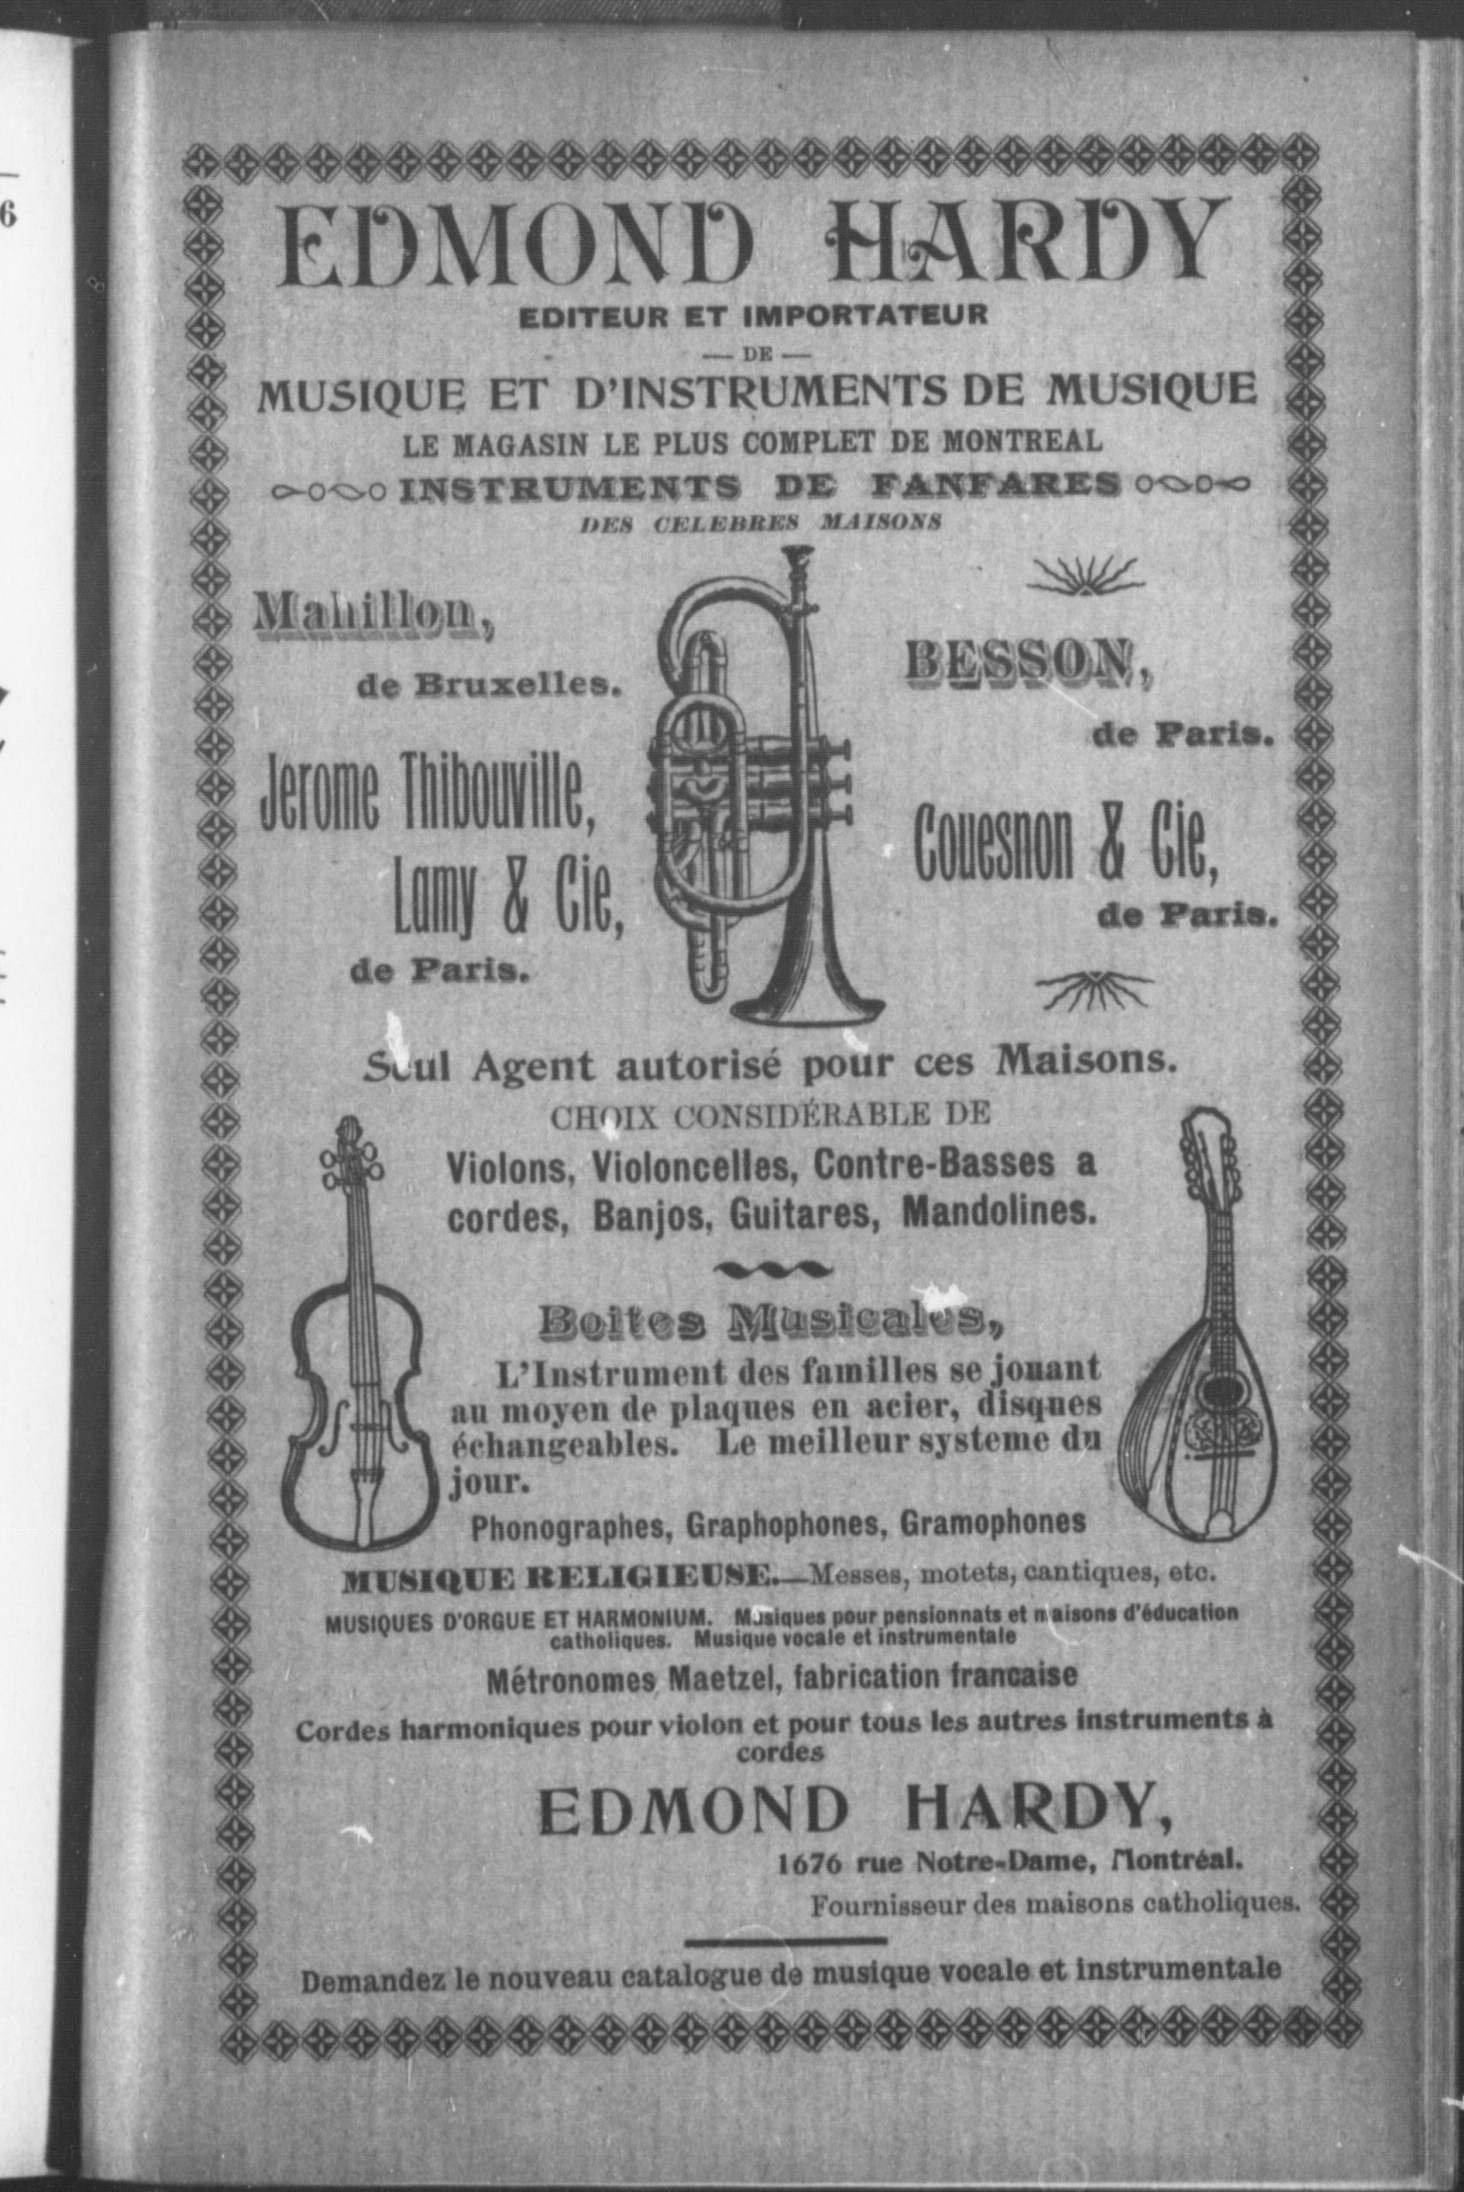 6
EDMOND HARDY
EDITEUR ET IMPORTATEUR
— DE —
MUSIQUE ET D'INSTRUMENTS DE MUSIQUE
LE MAGASIN LE PLUS COMPLET DE MONTREAL
INSTRUMENTS DE FANFARES
DES CELEBRES MAISONS
Mahillon,
de Bruxelles.
Jerome Thibouville,
Lamy & Cie,
de Paris.
BESSON,
de Paris.
Couesnon & Cie,
de Paris.
Seul Agent autorisé pour ces Maisons.
CHOIX CONSIDÉRABLE DE
Violons, Violoncelles, Contre-Basses a
cordes, Banjos, Guitares, Mandolines.
Boites Musicales,
L'Instrument des familles se jouant
au moyen de plaques en acier, disques
échangeables. Le meilleur systeme du
jour.
Phonographes, Graphophones, Gramophones
MUSIQUE RELIGIEUSE.—Messes, motets, cantiques, etc.
MUSIQUES D'ORGUE ET HARMONIUM. Musiques pour pensionnats et maisons d'éducation
catholiques. Musique vocale et instrumentale
Métronomes Maetzel, fabrication francaise
Cordes harmoniques pour violon et pour tous les autres instruments à
cordes
EDMOND HARDY,
1676 rue Notre-Dame, Montréal.
Fournisseur des maisons catholiques.
Demandez le nouveau catalogue de musique vocale et instrumentale